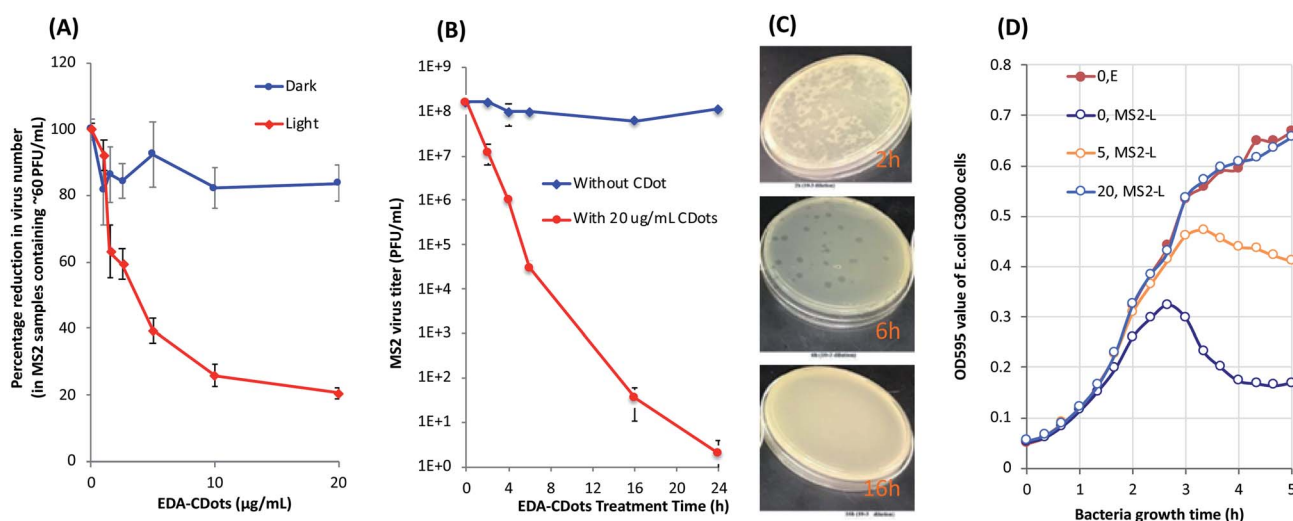 (A)
120
100
80
60
40
20
0
Percentage reduction in virus number
(in MS2 samples containing ~60 PFU/mL)
Dark
Light
0
10
20
EDA-CDots (µg/mL)
(B)
1E+9
1E+8
1E+7
1E+6
1E+5
1E+4
1E+3
1E+2
1E+1
1E+0
MS2 virus titer (PFU/mL)
Without CDot
With 20 ug/mL CDots
0
4
8
12
16
20
24
EDA-CDots Treatment Time (h)
(C)
2h
6h
16h
(D)
0.8
0.7
0.6
0.5
0.4
0.3
0.2
0.1
0
OD595 value of E.coli C3000 cells
0,E
0, MS2-L
5, MS2-L
20, MS2-L
0
1
2
3
4
5
Bacteria growth time (h)